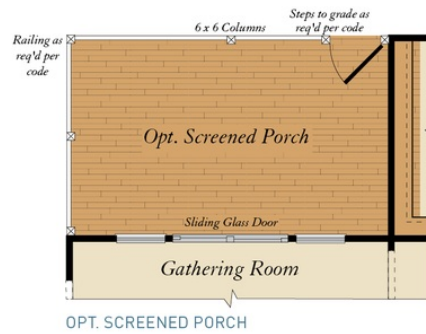 Steps to grade as
req'd per code
6 x 6 Columns
Railing as
req'd per
code
Opt. Screened Porch
Sliding Glass Door
Gathering Room
OPT. SCREENED PORCH